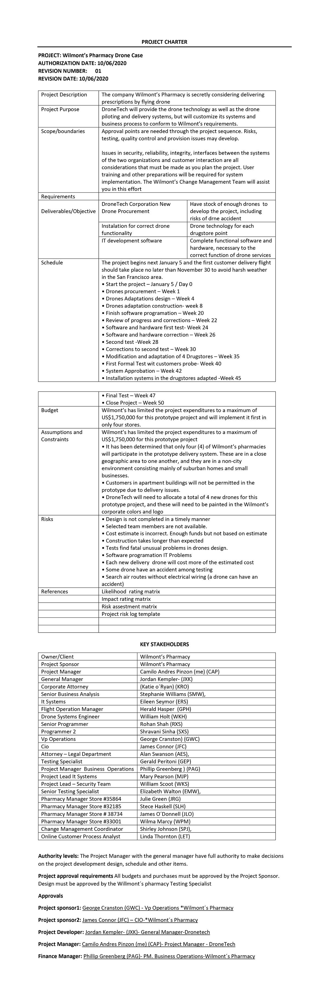 PROJECT CHARTER
PROJECT: Wilmont’s Pharmacy Drone Case
AUTHORIZATION DATE: 10/06/2020
REVISION NUMBER: 01
REVISION DATE: 10/06/2020
Project Description
The company Wilmont’s Pharmacy is secretly considering delivering
prescriptions by flying drone
Project Purpose
DroneTech will provide the drone technology as well as the drone
piloting and delivery systems, but will customize its systems and
business process to conform to Wilmont’s requirements.
Scope/boundaries
Approval points are needed through the project sequence. Risks,
testing, quality control and provision issues may develop.
Issues in security, reliability, integrity, interfaces between the systems
of the two organizations and customer interaction are all
considerations that must be made as you plan the project. User
training and other preparations will be required for system
implementation. The Wilmont’s Change Management Team will assist
you in this effort
Requirements
Deliverables/Objective
DroneTech Corporation New
Drone Procurement
Have stock of enough drones to
develop the project, including
risks of drne accident
Instalation for correct drone
functionality
Drone technology for each
drugstore point
IT development software
Complete functional software and
hardware, necessary to the
correct function of drone services
Schedule
The project begins next January 5 and the first customer delivery flight
should take place no later than November 30 to avoid harsh weather
in the San Francisco area.
• Start the project – January 5 / Day 0
• Drones procurement – Week 1
• Drones Adaptations design – Week 4
• Drones adaptation construction- week 8
• Finish software programation – Week 20
• Review of progress and corrections – Week 22
• Software and hardware first test- Week 24
• Software and hardware correction – Week 26
• Second test -Week 28
• Corrections to second test – Week 30
• Modification and adaptation of 4 Drugstores – Week 35
• First Formal Test wit customers probe- Week 40
• System Approbation – Week 42
• Installation systems in the drugstores adapted -Week 45
• Final Test – Week 47
• Close Project – Week 50
Budget
Wilmont’s has limited the project expenditures to a maximum of
US$1,750,000 for this prototype project and will implement it first in
only four stores.
Assumptions and
Constraints
Wilmont’s has limited the project expenditures to a maximum of
US$1,750,000 for this prototype project
• It has been determined that only four (4) of Wilmont’s pharmacies
will participate in the prototype delivery system. These are in a close
geographic area to one another, and they are in a non-city
environment consisting mainly of suburban homes and small
businesses.
• Customers in apartment buildings will not be permitted in the
prototype due to delivery issues.
• DroneTech will need to allocate a total of 4 new drones for this
prototype project, and these will need to be painted in the Wilmont’s
corporate colors and logo
Risks
• Design is not completed in a timely manner
• Selected team members are not available.
• Cost estimate is incorrect. Enough funds but not based on estimate
• Construction takes longer than expected
• Tests find fatal unusual problems in drones design.
• Software programation IT Problems
• Each new delivery drone will cost more of the estimated cost
• Some drone have an accident among testing
• Search air routes without electrical wiring (a drone can have an
accident)
References
Likelihood rating matrix
Impact rating matrix
Risk assestment matrix
Project risk log template
KEY STAKEHOLDERS
Owner/Client Wilmont’s Pharmacy
Project Sponsor Wilmont’s Pharmacy
Project Manager Camilo Andres Pinzon (me) (CAP)
General Manager Jordan Kempler- (JXK)
Corporate Attorney (Katie o´Ryan) (KRO)
Senior Business Analysis Stephanie Williams (SMW),
It Systems Eileen Seymor (ERS)
Flight Operation Manager Herald Hasper (GPH)
Drone Systems Engineer William Holt (WKH)
Senior Programmer Rohan Shah (RXS)
Programmer 2 Shravani Sinha (SXS)
Vp Operations George Cranston) (GWC)
Cio James Connor (JFC)
Attorney – Legal Department Alan Swanson (AES),
Testing Specialist Gerald Peritoni (GEP)
Project Manager Business Operations Phillip Greenberg ) (PAG)
Project Lead It Systems Mary Pearson (MJP)
Project Lead – Security Team William Scoot (WKS)
Senior Testing Specialist Elizabeth Walton (EMW),
Pharmacy Manager Store #35864 Julie Green (JRG)
Pharmacy Manager Store #32185 Stece Haskell (SLH)
Pharmacy Manager Store # 38734 James O´Donnell (JLO)
Pharmacy Manager Store #33001 Wilma Marcy (WPM)
Change Management Coordinator Shirley Johnson (SPJ),
Online Customer Process Analyst Linda Thornton (LET)
Authority levels: The Project Manager with the general manager have full authority to make decisions
on the project development design, schedule and other items.
Project approval requirements All budgets and purchases must be approved by the Project Sponsor.
Design must be approved by the Willmont´s pharmacy Testing Specialist
Approvals
Project sponsor1: George Cranston (GWC) - Vp Operations *Wilmont´s Pharmacy
Project sponsor2: James Connor (JFC) – CIO-*Wilmont´s Pharmacy
Project Developer: Jordan Kempler- (JXK)- General Manager-Dronetech
Project Manager: Camilo Andres Pinzon (me) (CAP)- Project Manager - DroneTech
Finance Manager: Phillip Greenberg (PAG)- PM. Business Operations-Wilmont´s Pharmacy